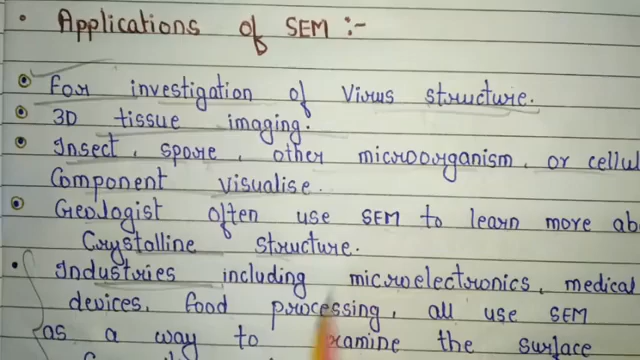 • Applications of SEM :-
For investigation of Virus structure.
3D tissue imaging.
Insect, spore, other microorganism, or cellul
Component visualise.
Geologist often use SEM to learn more ab
Crystalline structure.
• Industries including microelectronics, medical
devices, food processing, all use SEM
as a way to examine the surface